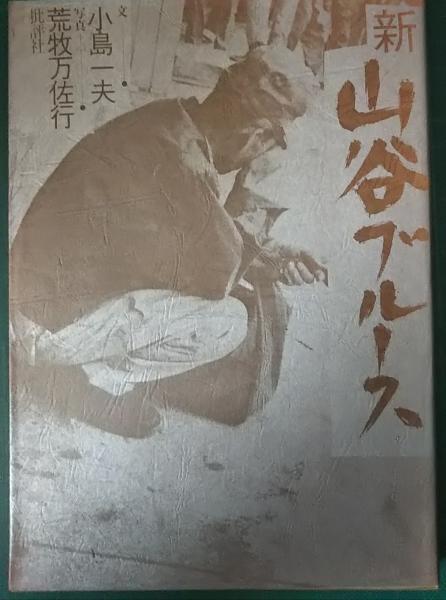 新
山谷ブルース
文・小島一夫
写真・荒牧万佐行
批評社